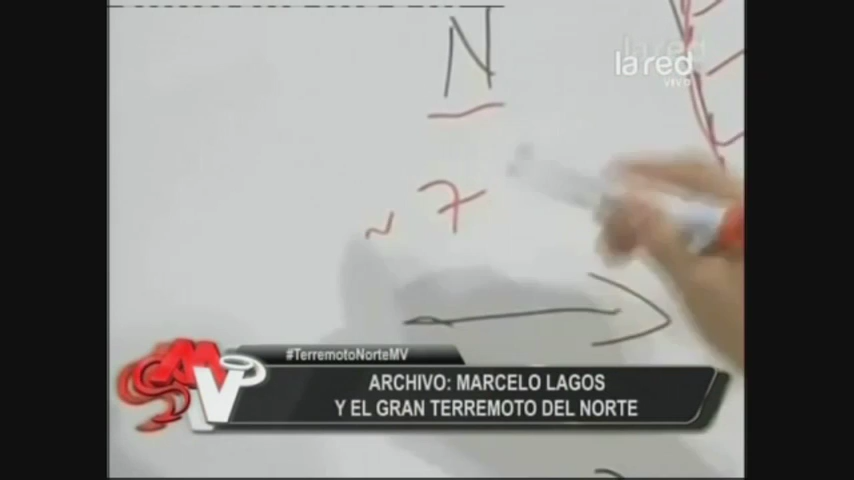 N
la red
VIVO
~ 7
#TerremotoNorteMV
MV
ARCHIVO: MARCELO LAGOS
Y EL GRAN TERREMOTO DEL NORTE